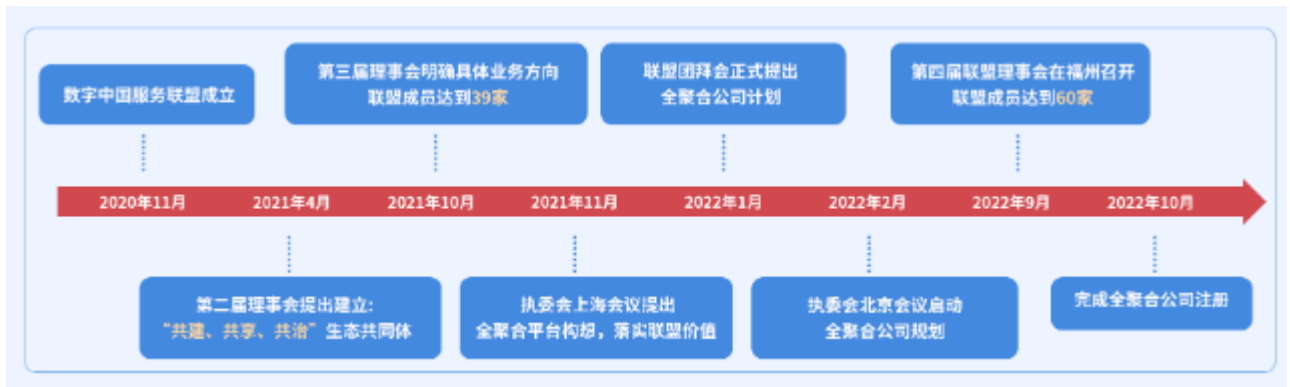 数字中国服务联盟成立
第三届理事会明确具体业务方向
联盟成员达到39家
联盟团拜会正式提出
全聚合公司计划
第四届联盟理事会在福州召开
联盟成员达到60家
2020年11月 2021年4月 2021年10月 2021年11月 2022年1月 2022年2月 2022年9月 2022年10月
第二届理事会提出建立:
“共建、共享、共治”生态共同体
执委会上海会议提出
全聚合平台构想，落实联盟价值
执委会北京会议启动
全聚合公司规划
完成全聚合公司注册